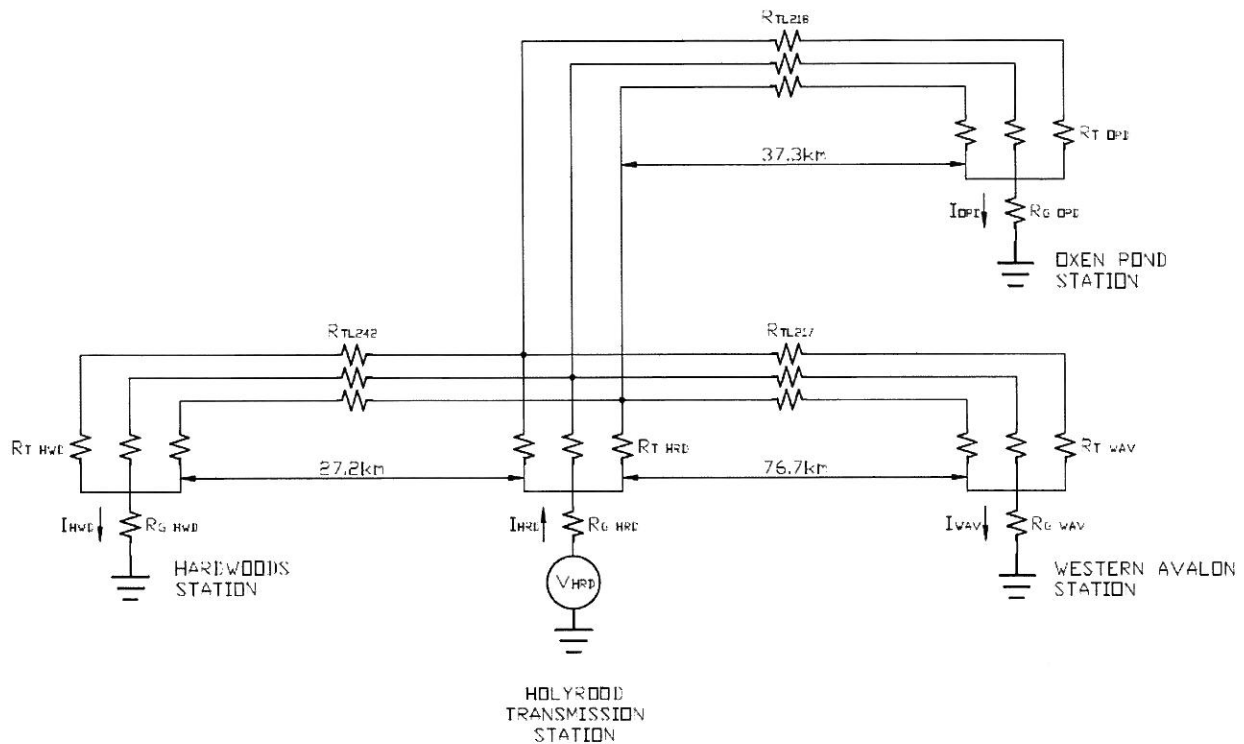 RTL218
RT OPD
37.3km
IOPD
RG OPD
OXEN POND
STATION
RTL242
RTL217
RT HWD
27.2km
RT HRD
76.7km
RT WAV
IHWD
RG HWD
IHRD
RG HRD
IWAV
RG WAV
HARDWOODS
STATION
VHRD
WESTERN AVALON
STATION
HOLYROOD
TRANSMISSION
STATION